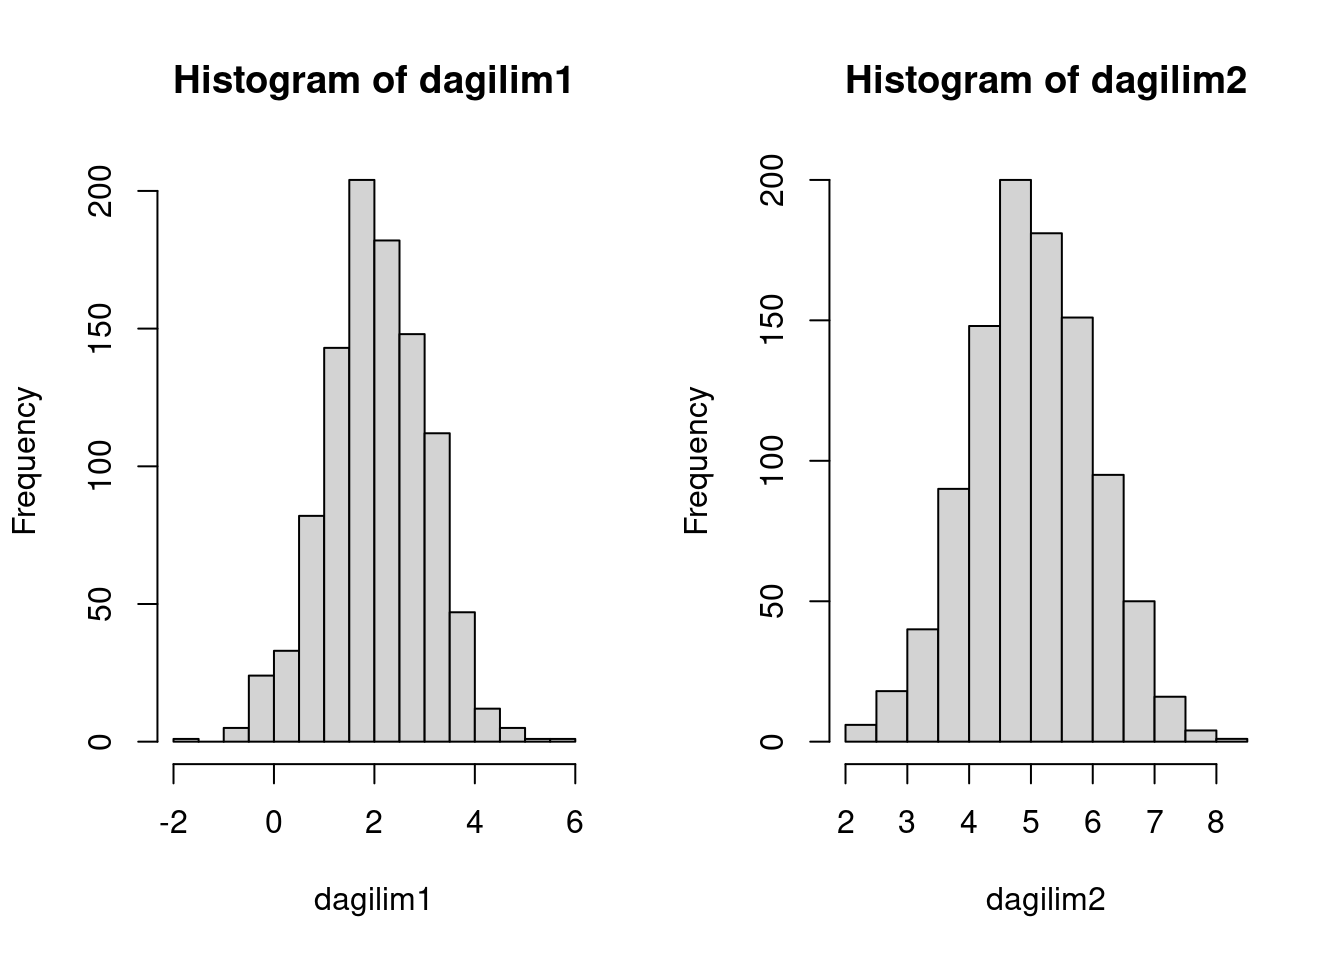 Histogram of dagilim1
Frequency
200
150
100
50
0
-2 0 2 4 6
dagilim1
Histogram of dagilim2
Frequency
200
150
100
50
0
2 3 4 5 6 7 8
dagilim2